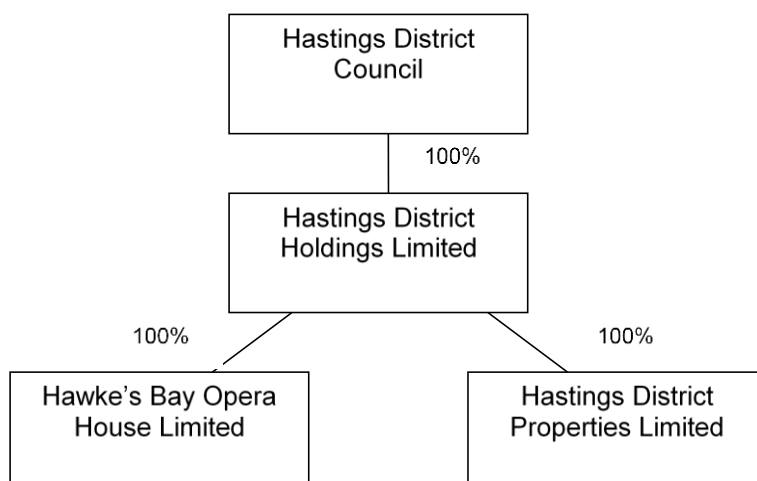 Hastings District
Council
100%
Hastings District
Holdings Limited
100%
100%
Hawke’s Bay Opera
House Limited
Hastings District
Properties Limited